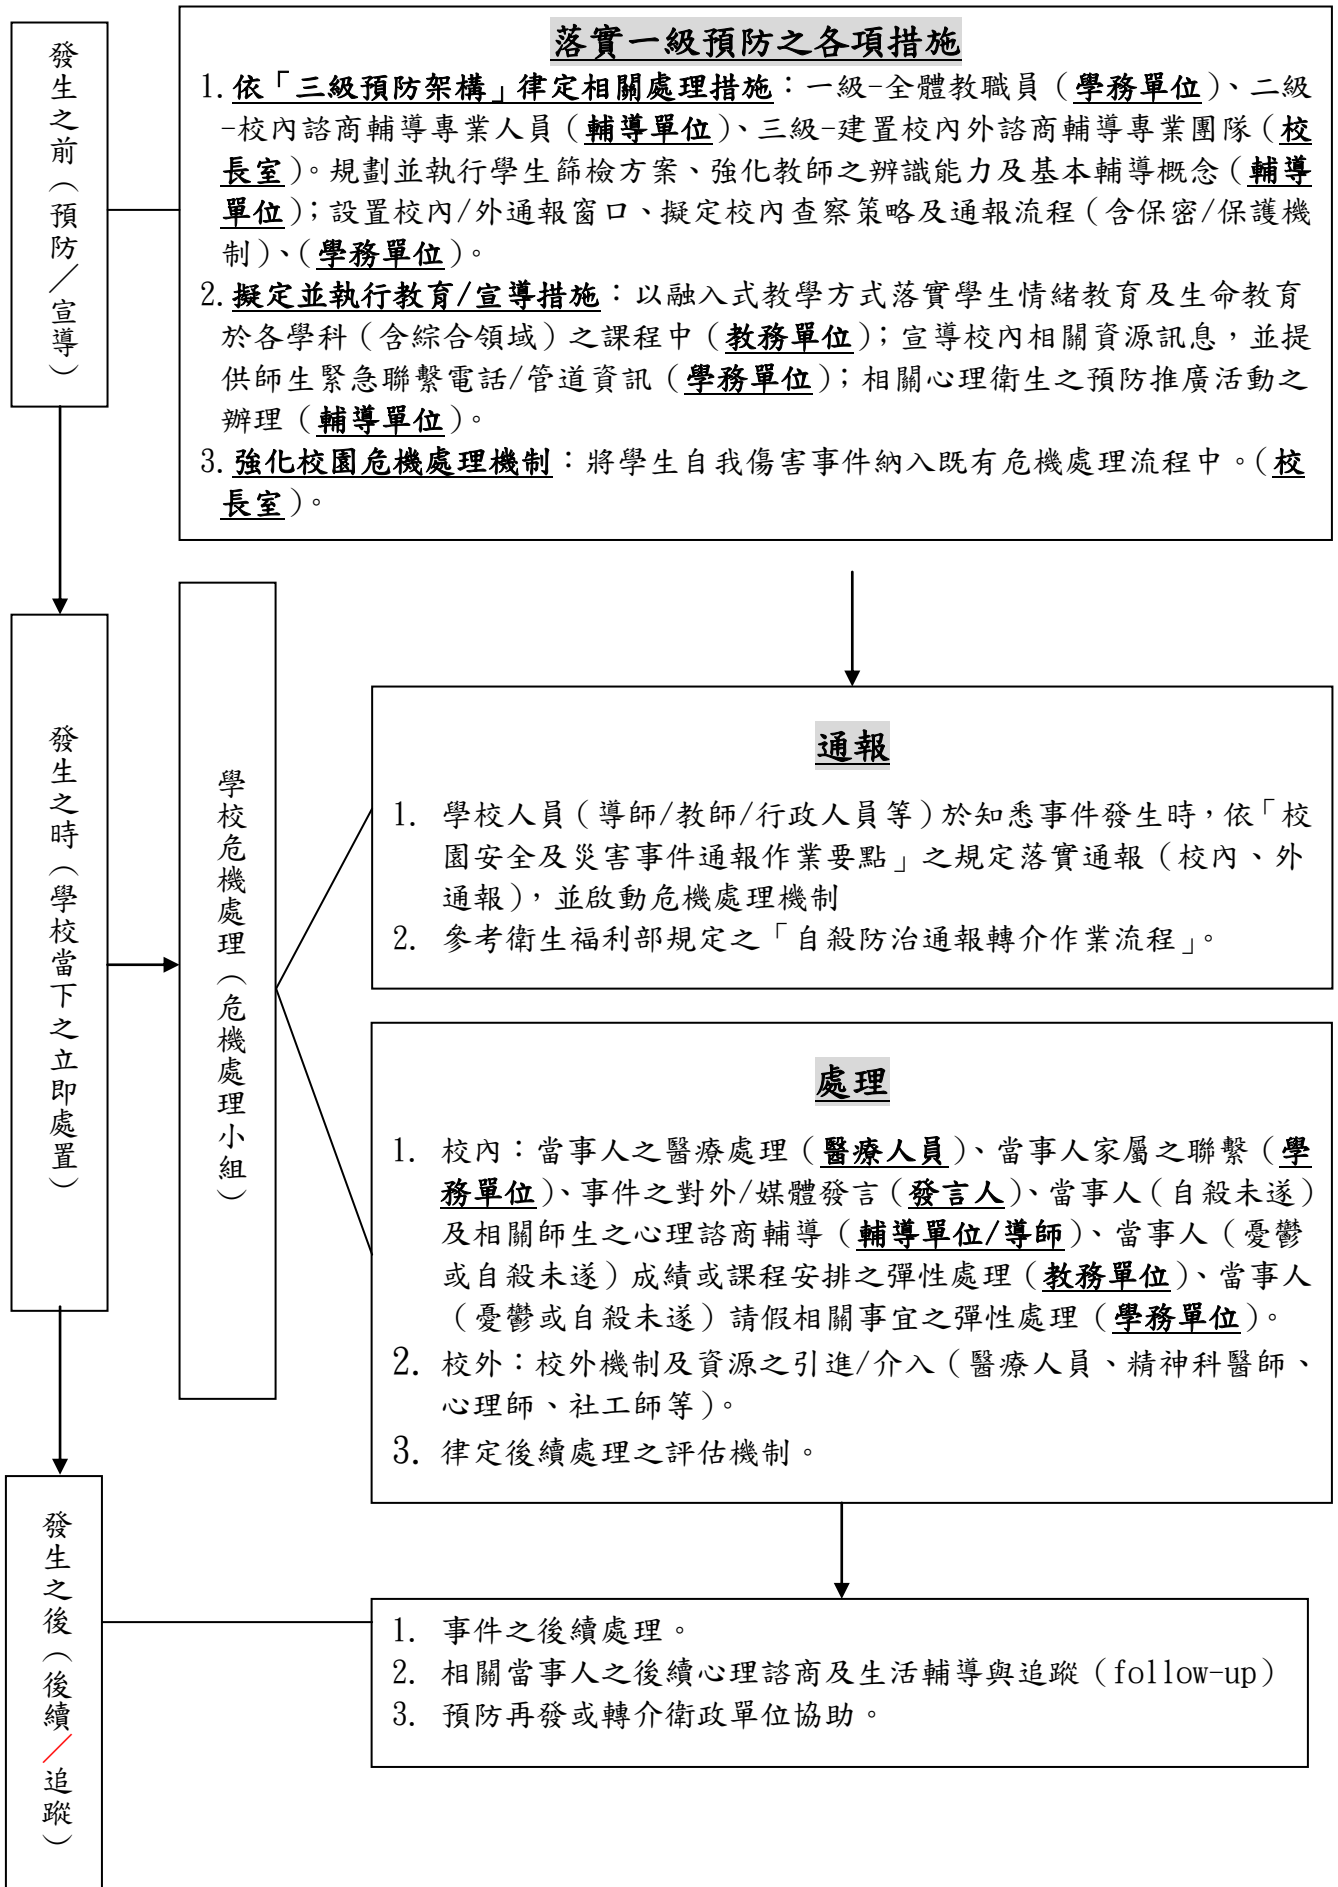 發生之前（預防／宣導）
落實一級預防之各項措施
1.依「三級預防架構」律定相關處理措施：一級-全體教職員（學務單位）、二級
-校內諮商輔導專業人員（輔導單位）、三級-建置校內外諮商輔導專業團隊（校
長室）。規劃並執行學生篩檢方案、強化教師之辨識能力及基本輔導概念（輔導
單位）；設置校內/外通報窗口、擬定校內查察策略及通報流程（含保密/保護機
制）、（學務單位）。
2.擬定並執行教育/宣導措施：以融入式教學方式落實學生情緒教育及生命教育
於各學科（含綜合領域）之課程中（教務單位）；宣導校內相關資源訊息，並提
供師生緊急聯繫電話/管道資訊（學務單位）；相關心理衛生之預防推廣活動之
辦理（輔導單位）。
3.強化校園危機處理機制：將學生自我傷害事件納入既有危機處理流程中。（校
長室）。
發生之時（學校當下之立即處置）
學校危機處理（危機處理小組）
通報
1. 學校人員（導師/教師/行政人員等）於知悉事件發生時，依「校
園安全及災害事件通報作業要點」之規定落實通報（校內、外
通報），並啟動危機處理機制
2. 參考衛生福利部規定之「自殺防治通報轉介作業流程」。
處理
1. 校內：當事人之醫療處理（醫療人員）、當事人家屬之聯繫（學
務單位）、事件之對外/媒體發言（發言人）、當事人（自殺未遂）
及相關師生之心理諮商輔導（輔導單位/導師）、當事人（憂鬱
或自殺未遂）成績或課程安排之彈性處理（教務單位）、當事人
（憂鬱或自殺未遂）請假相關事宜之彈性處理（學務單位）。
2. 校外：校外機制及資源之引進/介入（醫療人員、精神科醫師、
心理師、社工師等）。
3. 律定後續處理之評估機制。
發生之後（後續／追蹤）
1. 事件之後續處理。
2. 相關當事人之後續心理諮商及生活輔導與追蹤（follow-up）
3. 預防再發或轉介衛政單位協助。